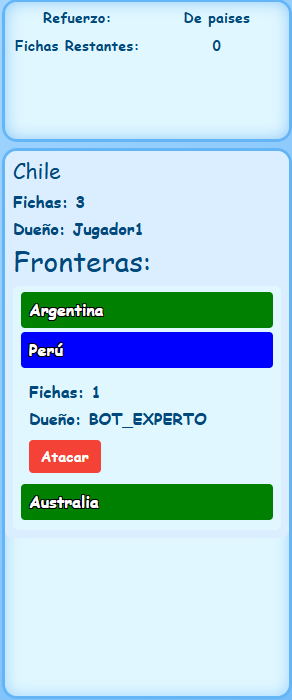 Refuerzo: De paises
Fichas Restantes: 0
Chile
Fichas: 3
Dueño: Jugador1
Fronteras:
Argentina
Perú
Fichas: 1
Dueño: BOT_EXPERTO
Atacar
Australia